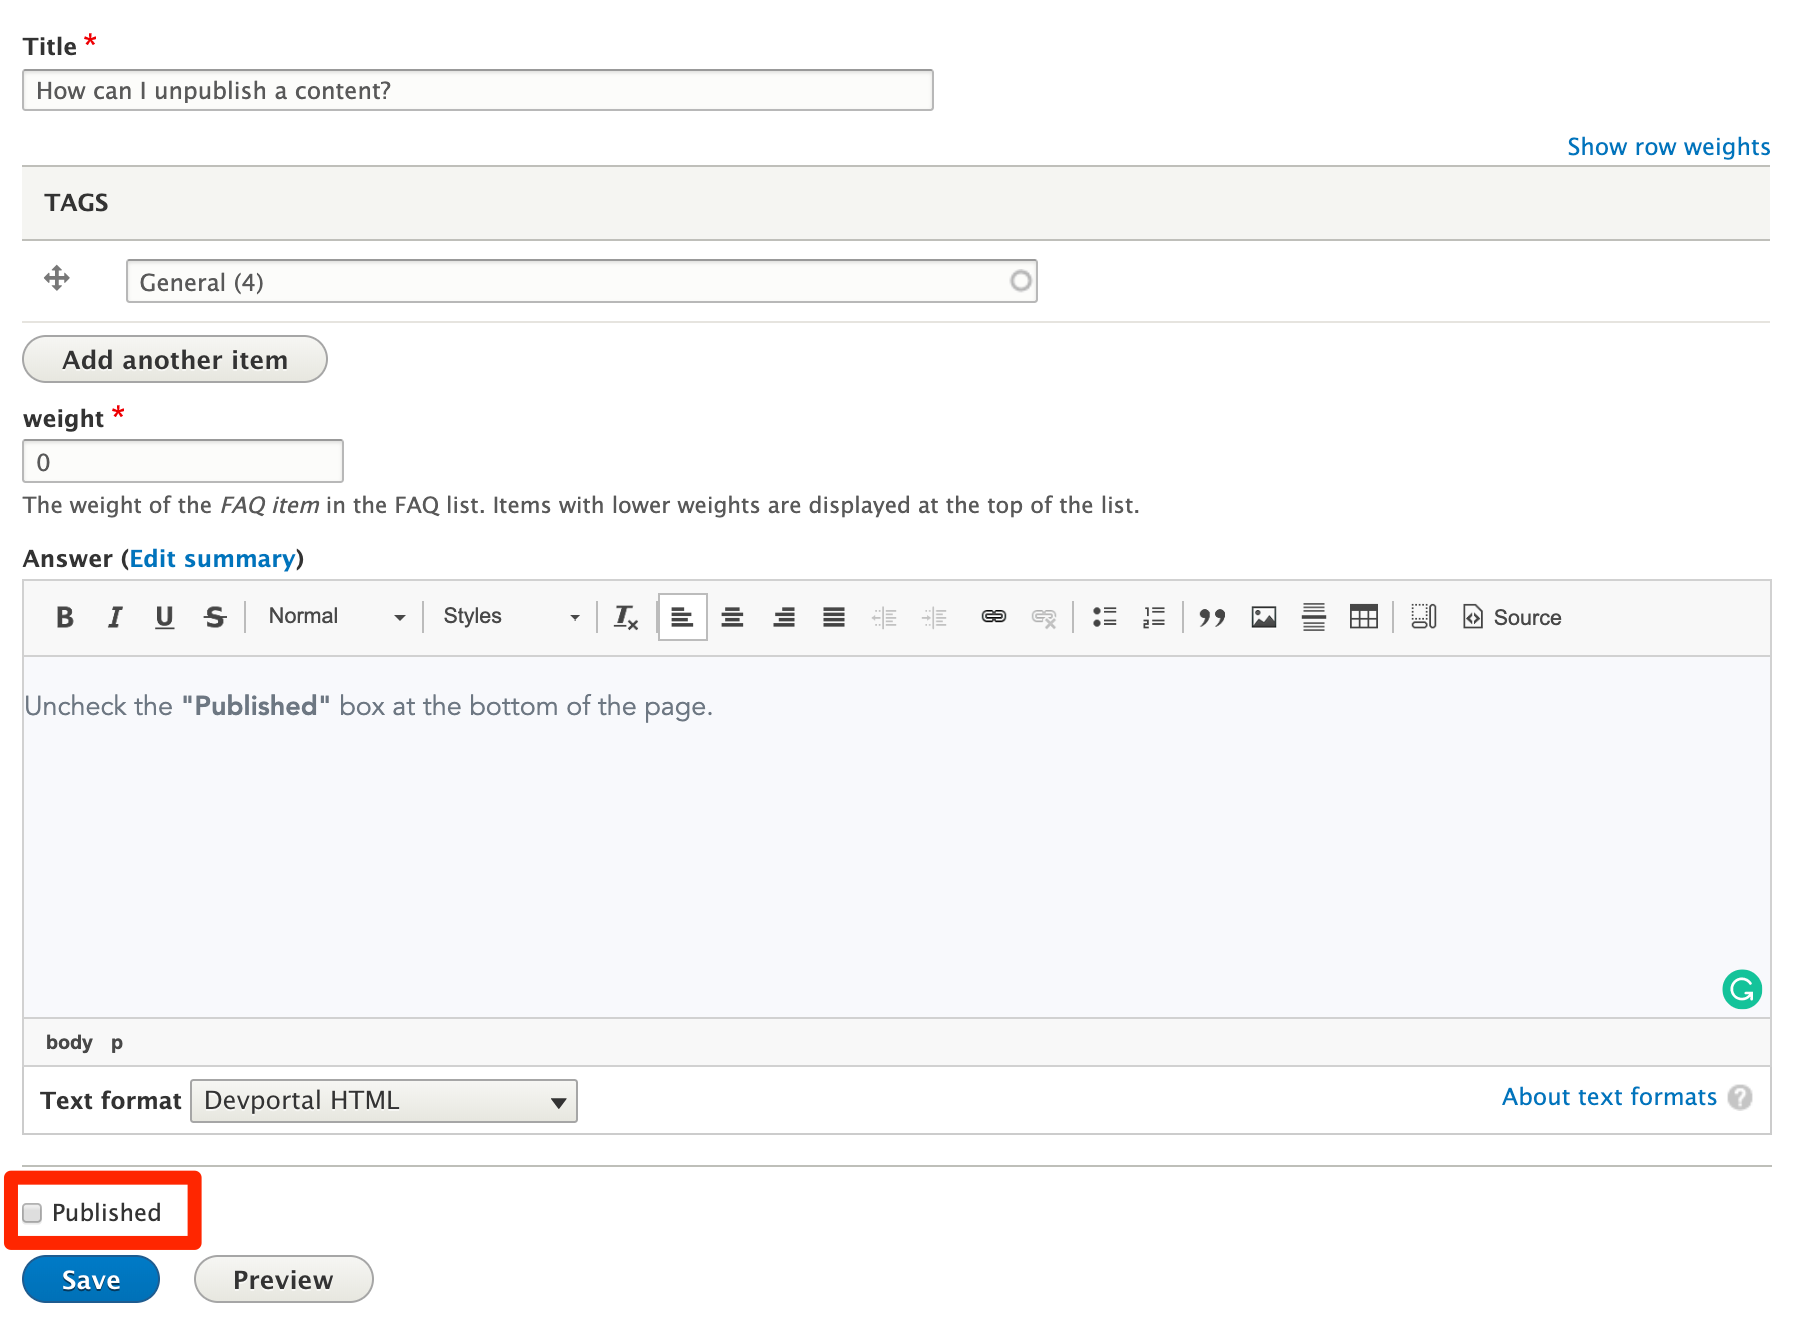 Title *
How can I unpublish a content?
Show row weights
TAGS
General (4)
Add another item
weight *
0
The weight of the FAQ item in the FAQ list. Items with lower weights are displayed at the top of the list.
Answer (Edit summary)
B I U S Normal Styles Tx Source
Uncheck the "Published" box at the bottom of the page.
body p
Text format Devportal HTML About text formats ?
Published
Save Preview